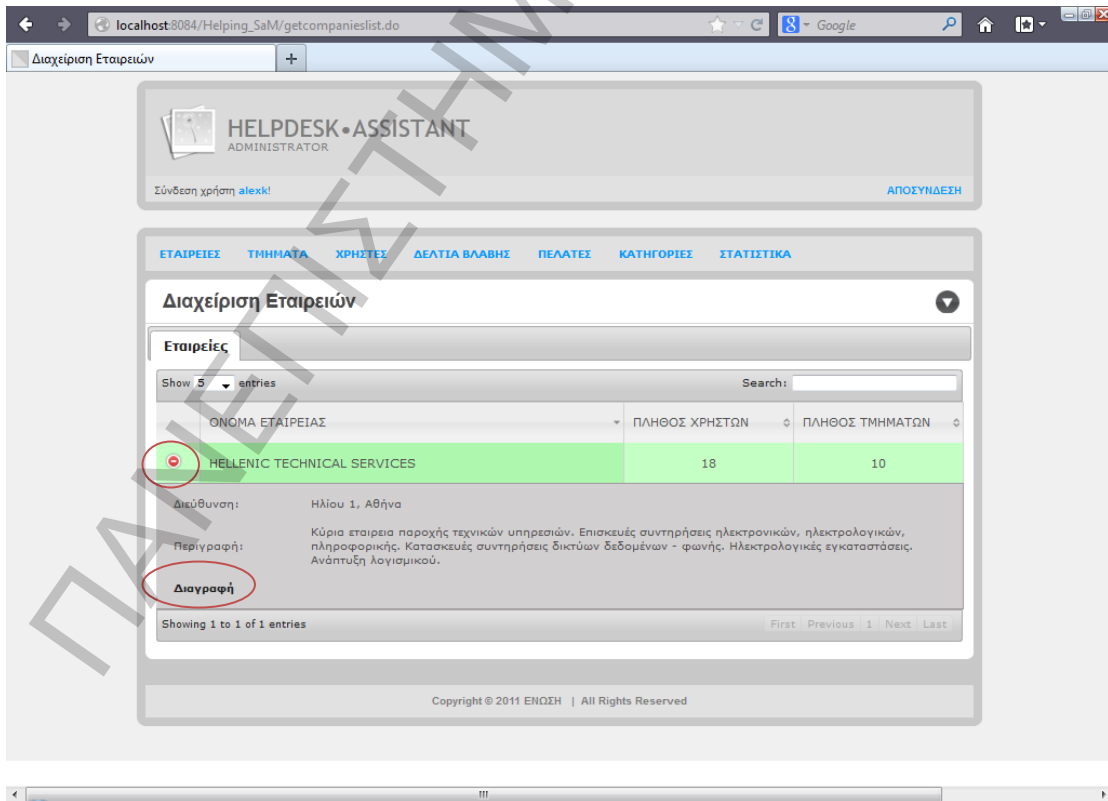 localhost:8084/Helping_SaM/getcompanieslist.do
Google
Διαχείριση Εταιρειών
HELPDESK•ASSISTANT
ADMINISTRATOR
Σύνδεση χρήστη alexk!
ΑΠΟΣΥΝΔΕΣΗ
ΕΤΑΙΡΕΙΕΣ ΤΜΗΜΑΤΑ ΧΡΗΣΤΕΣ ΔΕΛΤΙΑ ΒΛΑΒΗΣ ΠΕΛΑΤΕΣ ΚΑΤΗΓΟΡΙΕΣ ΣΤΑΤΙΣΤΙΚΑ
Διαχείριση Εταιρειών
Εταιρείες
Show 5 entries Search:
ΟΝΟΜΑ ΕΤΑΙΡΕΙΑΣ ΠΛΗΘΟΣ ΧΡΗΣΤΩΝ ΠΛΗΘΟΣ ΤΜΗΜΑΤΩΝ
HELLENIC TECHNICAL SERVICES 18 10
Διεύθυνση: Ηλίου 1, Αθήνα
Περιγραφή: Κύρια εταιρεια παροχής τεχνικών υπηρεσιών. Επισκευές συντηρήσεις ηλεκτρονικών, ηλεκτρολογικών,
πληροφορικής. Κατασκευές συντηρήσεις δικτύων δεδομένων - φωνής. Ηλεκτρολογικές εγκαταστάσεις.
Ανάπτυξη λογισμικού.
Διαγραφή
Showing 1 to 1 of 1 entries First Previous 1 Next Last
Copyright © 2011 ΕΝΩΣΗ | All Rights Reserved
ΠΑΝΕΠΙΣΤΗΜ